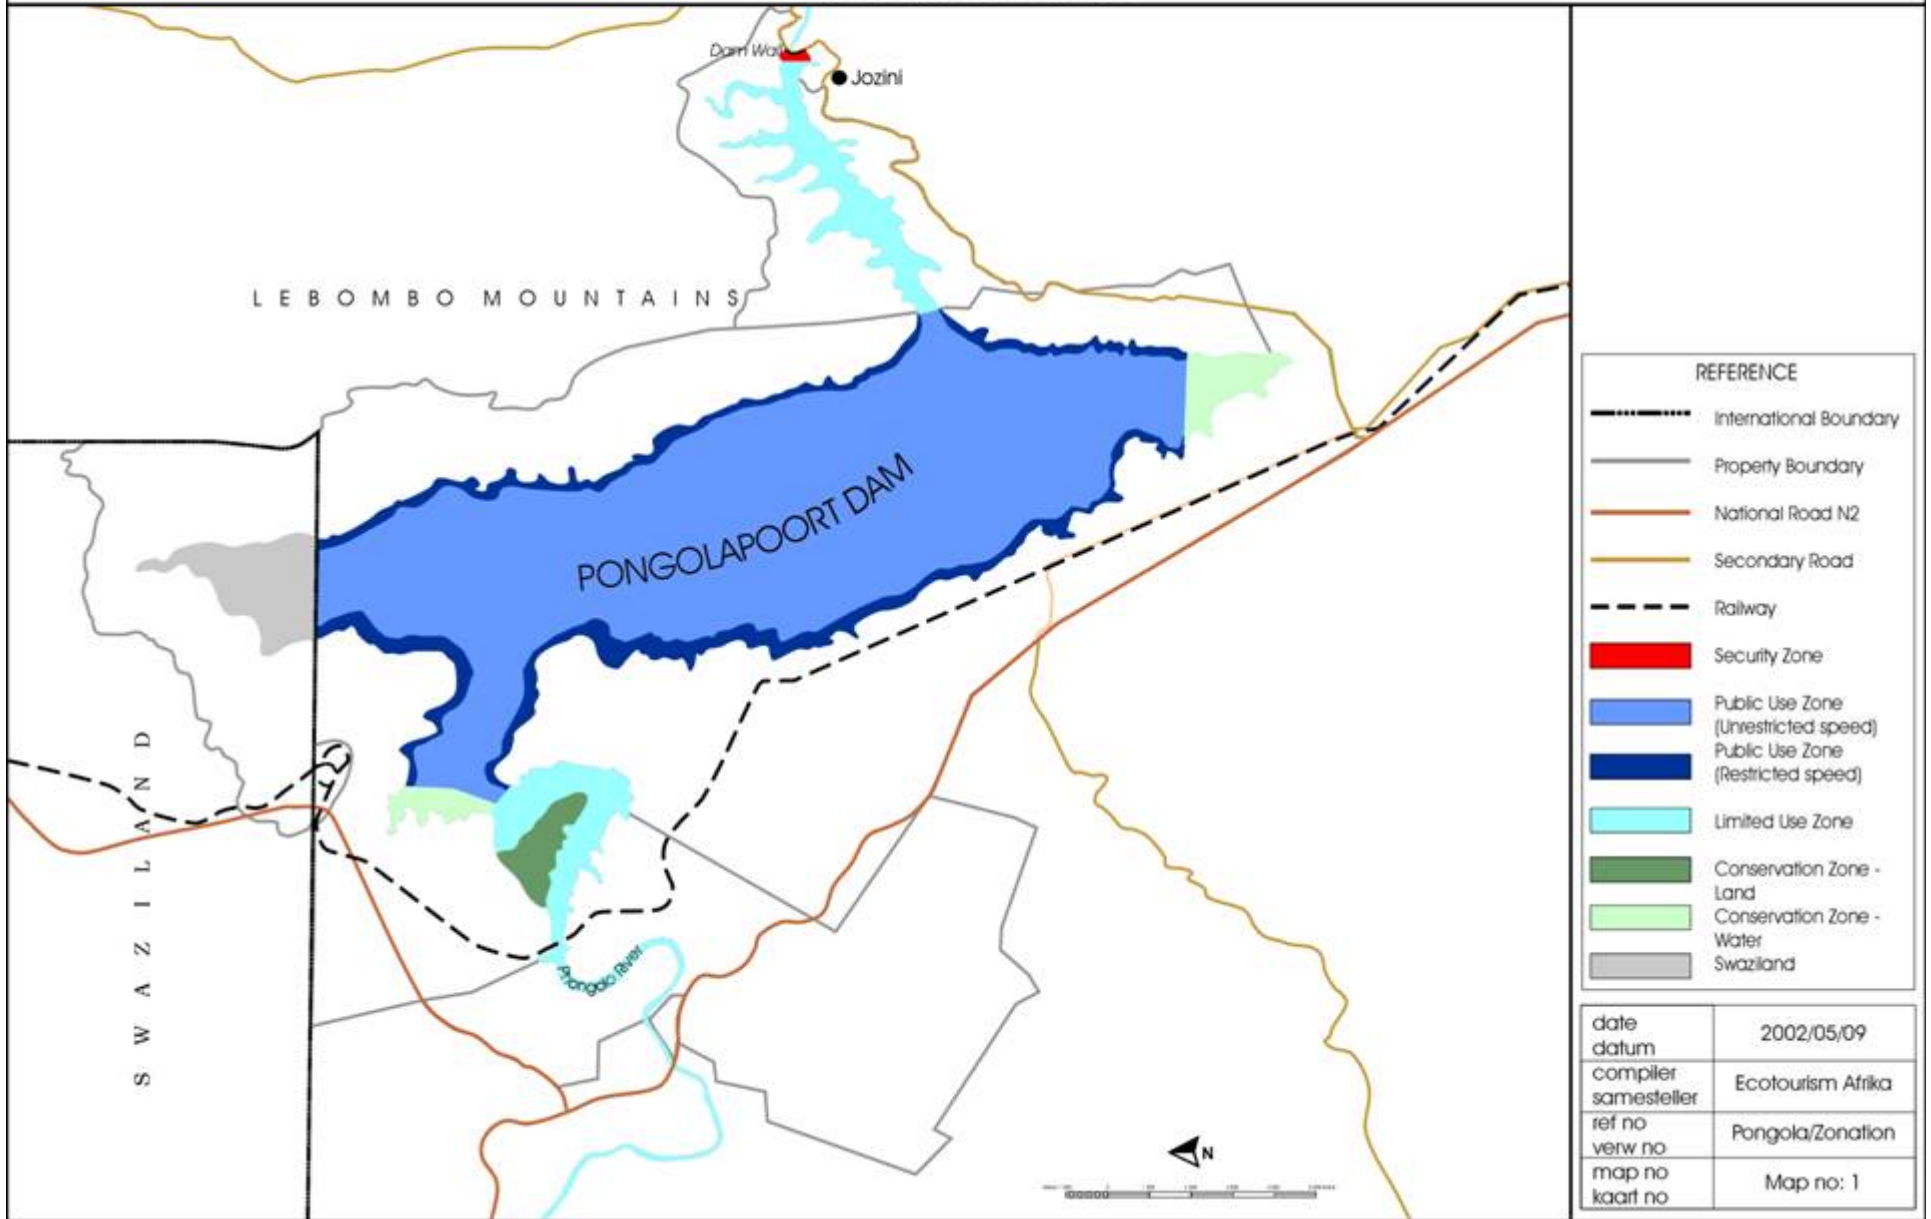 Dam Wall
Jozini
LEBOMBO MOUNTAINS
PONGOLAPOORT DAM
SWAZILAND
Phongolo River
N
REFERENCE
International Boundary
Property Boundary
National Road N2
Secondary Road
Railway
Security Zone
Public Use Zone
(Unrestricted speed)
Public Use Zone
(Restricted speed)
Limited Use Zone
Conservation Zone -
Land
Conservation Zone -
Water
Swaziland
date
datum
2002/05/09
compiler
samesteller
Ecotourism Afrika
ref no
verw no
Pongola/Zonation
map no
kaart no
Map no: 1